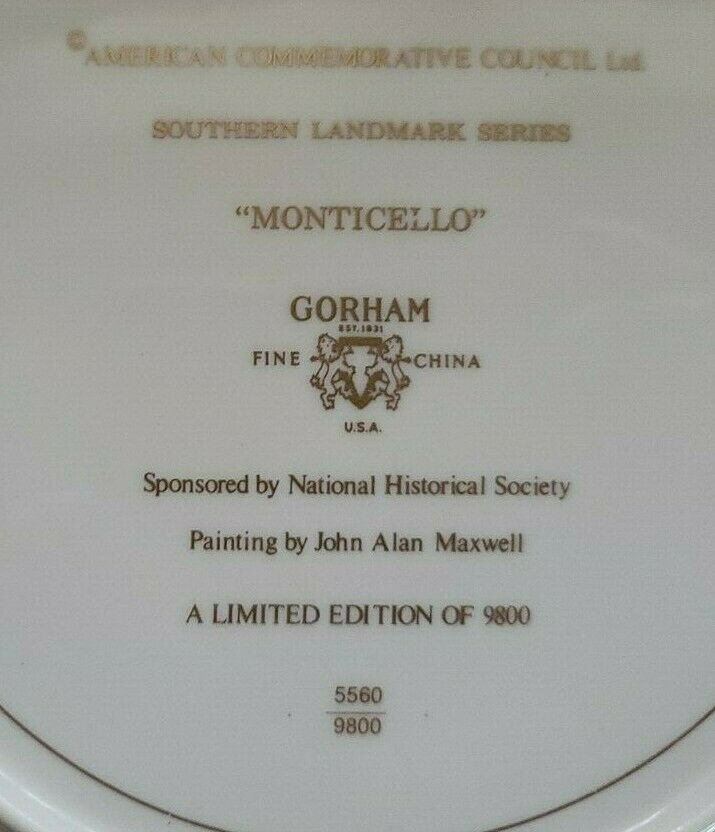 © AMERICAN COMMEMORATIVE COUNCIL Ltd.
SOUTHERN LANDMARK SERIES
“MONTICELLO”
GORHAM
EST. 1831
FINE CHINA
U.S.A.
Sponsored by National Historical Society
Painting by John Alan Maxwell
A LIMITED EDITION OF 9800
5560
9800